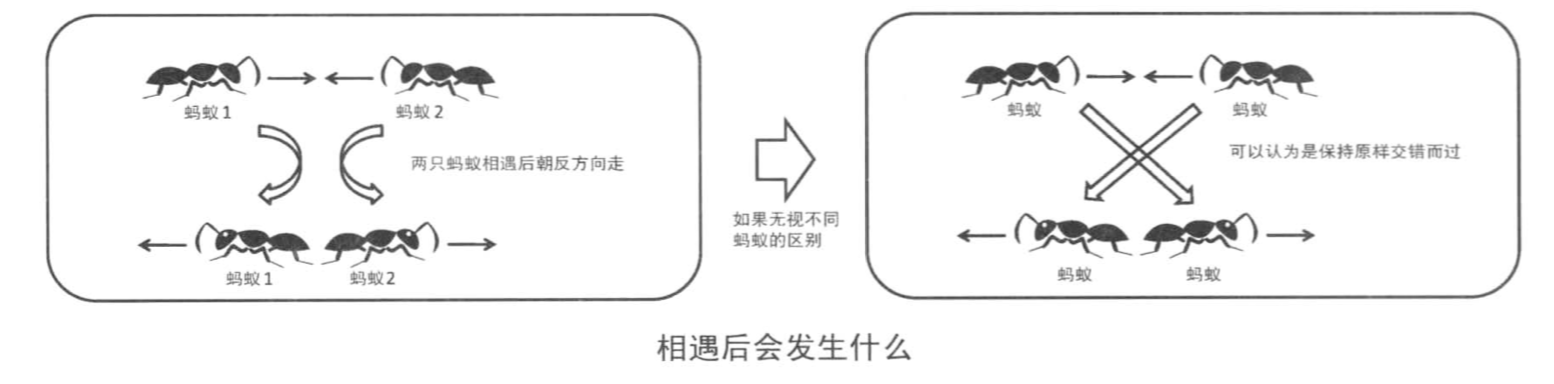 蚂蚁1
蚂蚁2
两只蚂蚁相遇后朝反方向走
蚂蚁1
蚂蚁2
如果无视不同
蚂蚁的区别
蚂蚁
蚂蚁
可以认为是保持原样交错而过
蚂蚁
蚂蚁
相遇后会发生什么